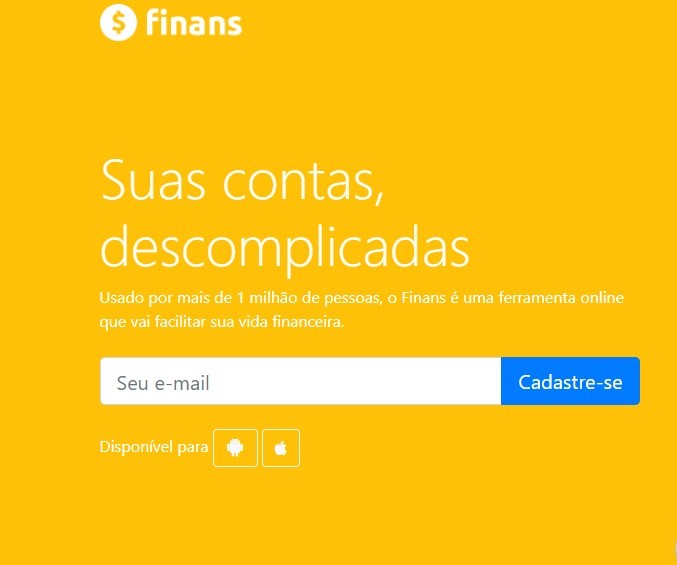 $ finans
Suas contas,
descomplicadas
Usado por mais de 1 milhão de pessoas, o Finans é uma ferramenta online
que vai facilitar sua vida financeira.
Seu e-mail Cadastre-se
Disponível para